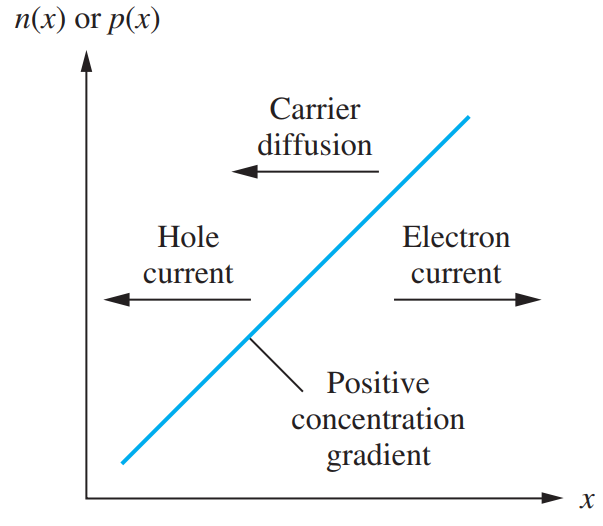 n(x) or p(x)
Carrier
diffusion
Hole
current
Electron
current
Positive
concentration
gradient
x